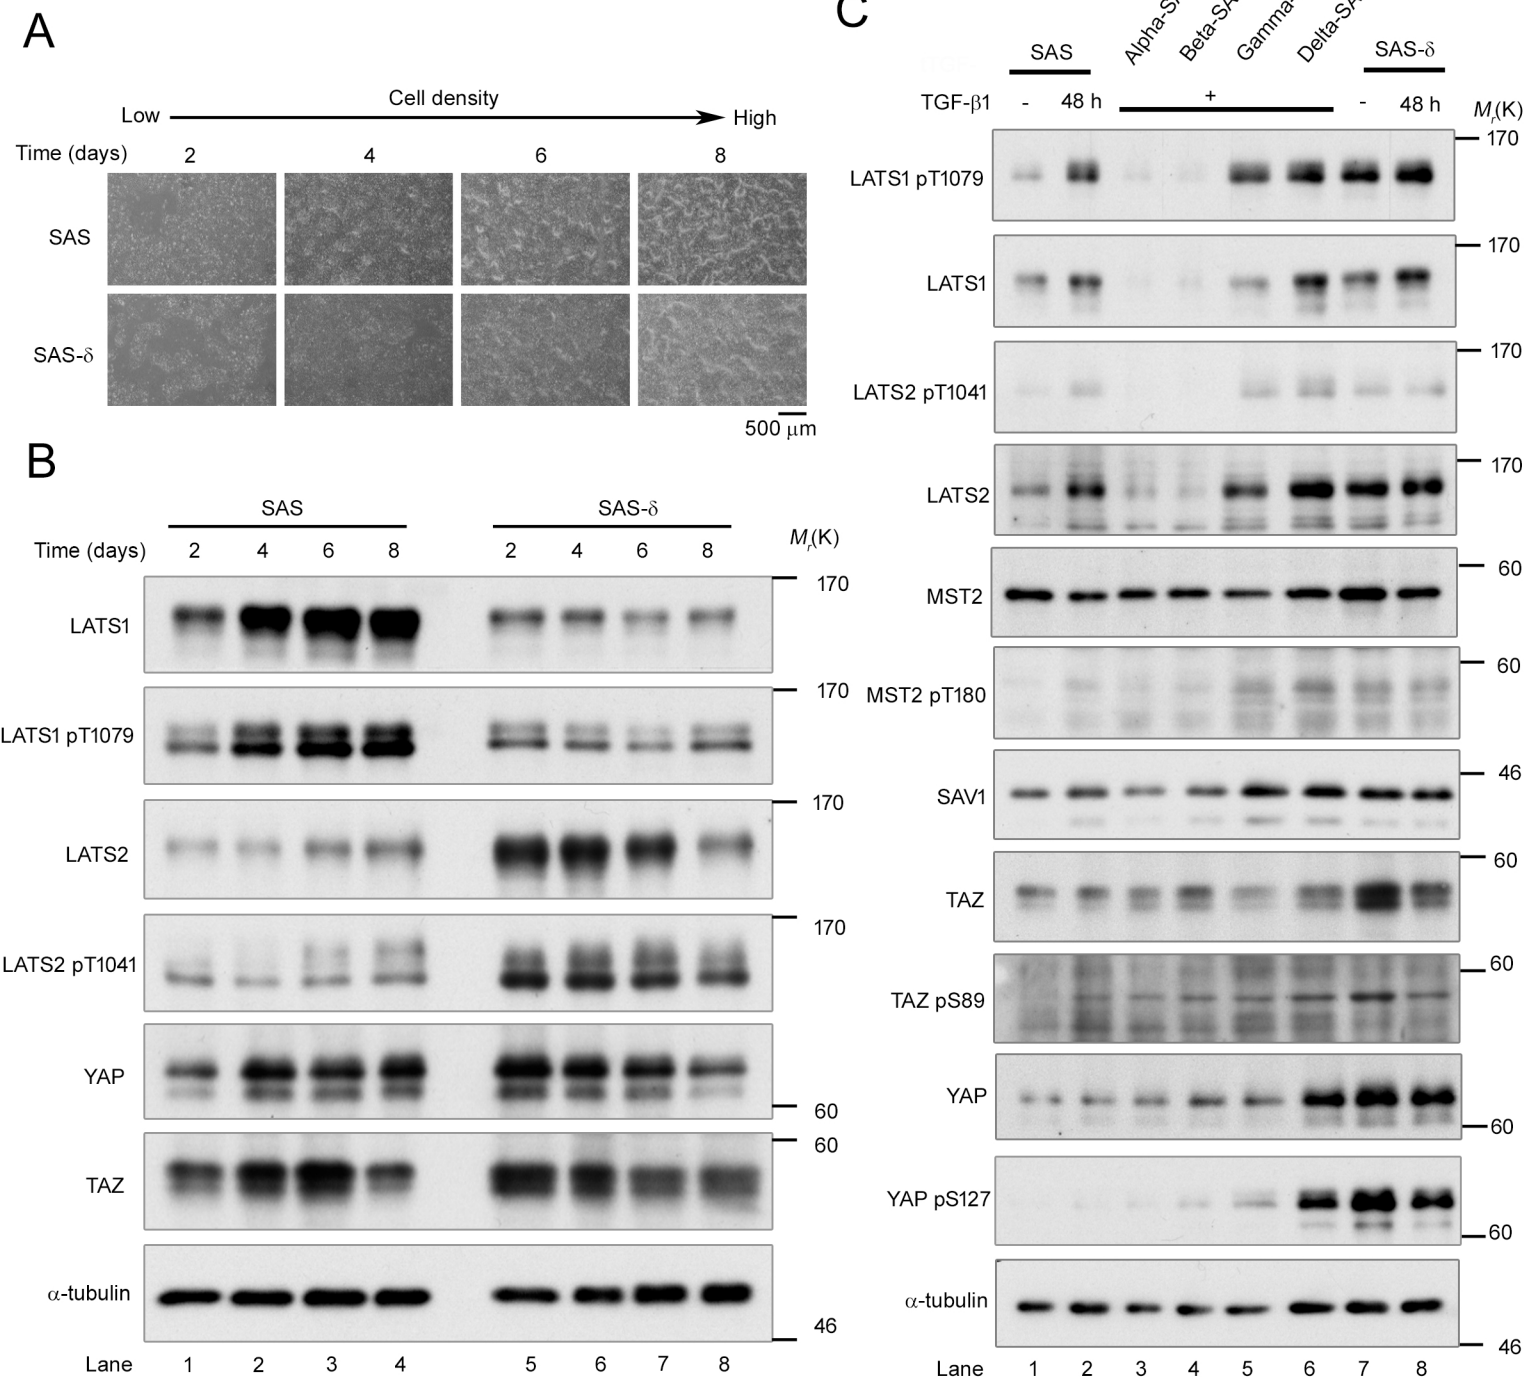 A
Cell density
Low
High
Time (days) 2 4 6 8
SAS
SAS-δ
500 μm
B
SAS SAS-δ
Time (days) 2 4 6 8 2 4 6 8 Mr(K)
170
LATS1
170
LATS1 pT1079
170
LATS2
170
LATS2 pT1041
YAP
60
60
TAZ
α-tubulin
46
Lane 1 2 3 4 5 6 7 8
C
SAS SAS-δ
TGF-β1 - 48 h + - 48 h Mr(K)
170
LATS1 pT1079
170
LATS1
170
LATS2 pT1041
170
LATS2
60
MST2
60
MST2 pT180
46
SAV1
60
TAZ
60
TAZ pS89
YAP
60
YAP pS127
60
α-tubulin
46
Lane 1 2 3 4 5 6 7 8